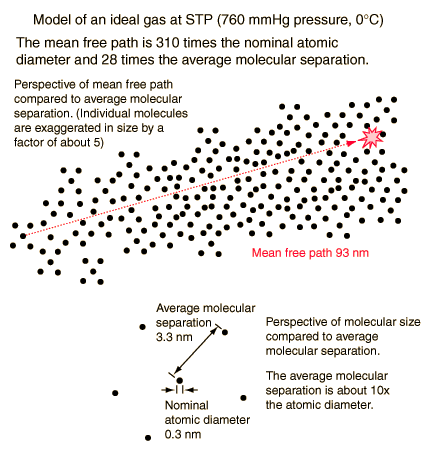 Model of an ideal gas at STP (760 mmHg pressure, 0°C)
The mean free path is 310 times the nominal atomic
diameter and 28 times the average molecular separation.
Perspective of mean free path
compared to average molecular
separation. (Individual molecules
are exaggerated in size by a
factor of about 5)
Mean free path 93 nm
Average molecular
separation
3.3 nm
Perspective of molecular size
compared to average
molecular separation.
The average molecular
separation is about 10x
the atomic diameter.
Nominal
atomic diameter
0.3 nm